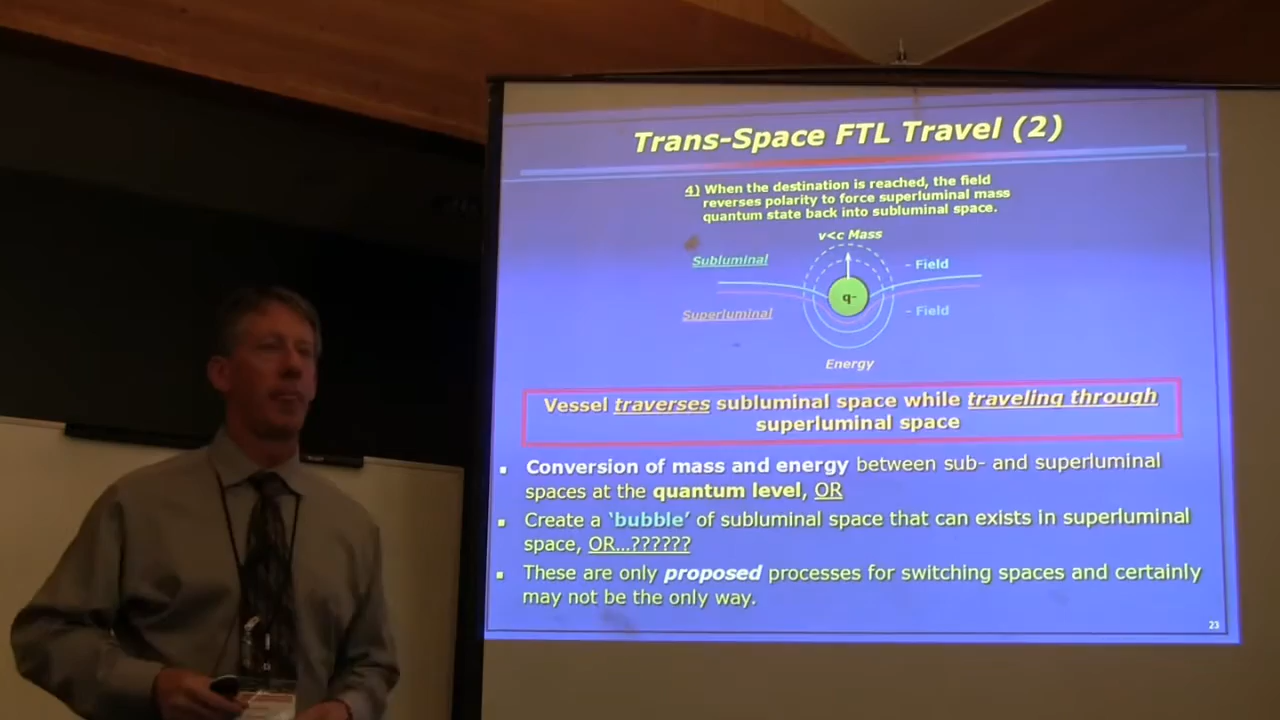 Trans-Space FTL Travel (2)
4) When the destination is reached, the field
reverses polarity to force superluminal mass
quantum state back into subluminal space.
v<c Mass
Subluminal
- Field
q-
Superluminal
- Field
Energy
Vessel traverses subluminal space while traveling through
superluminal space
▪ Conversion of mass and energy between sub- and superluminal
spaces at the quantum level, OR
▪ Create a ‘bubble’ of subluminal space that can exists in superluminal
space, OR...??????
▪ These are only proposed processes for switching spaces and certainly
may not be the only way.
23